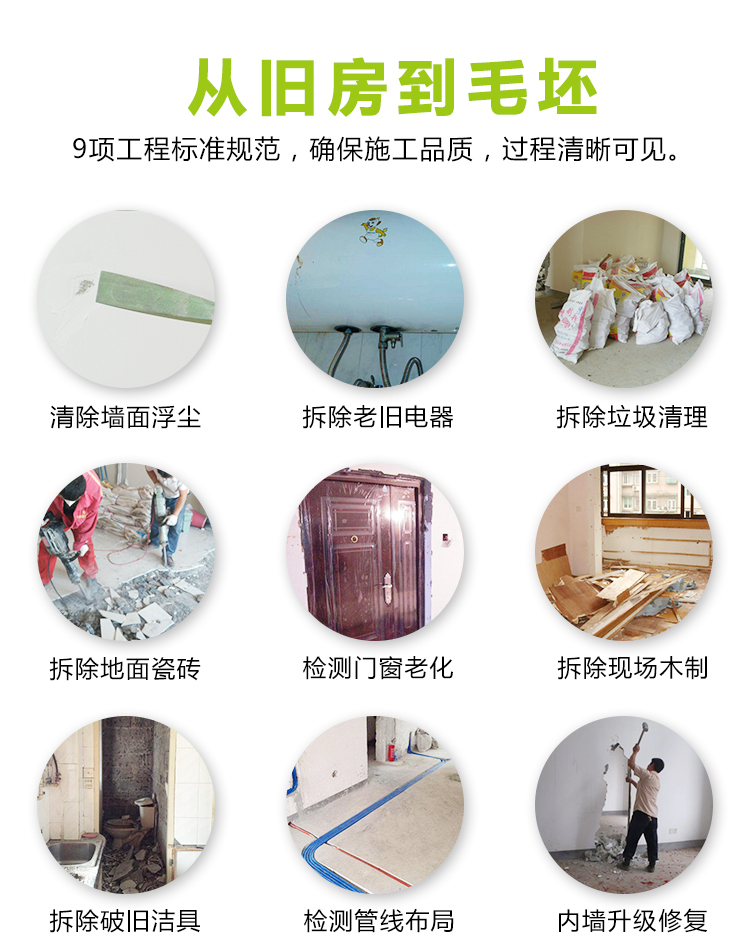 从旧房到毛坯
9项工程标准规范，确保施工品质，过程清晰可见。
清除墙面浮尘
拆除老旧电器
拆除垃圾清理
拆除地面瓷砖
检测门窗老化
拆除现场木制
拆除破旧洁具
检测管线布局
内墙升级修复